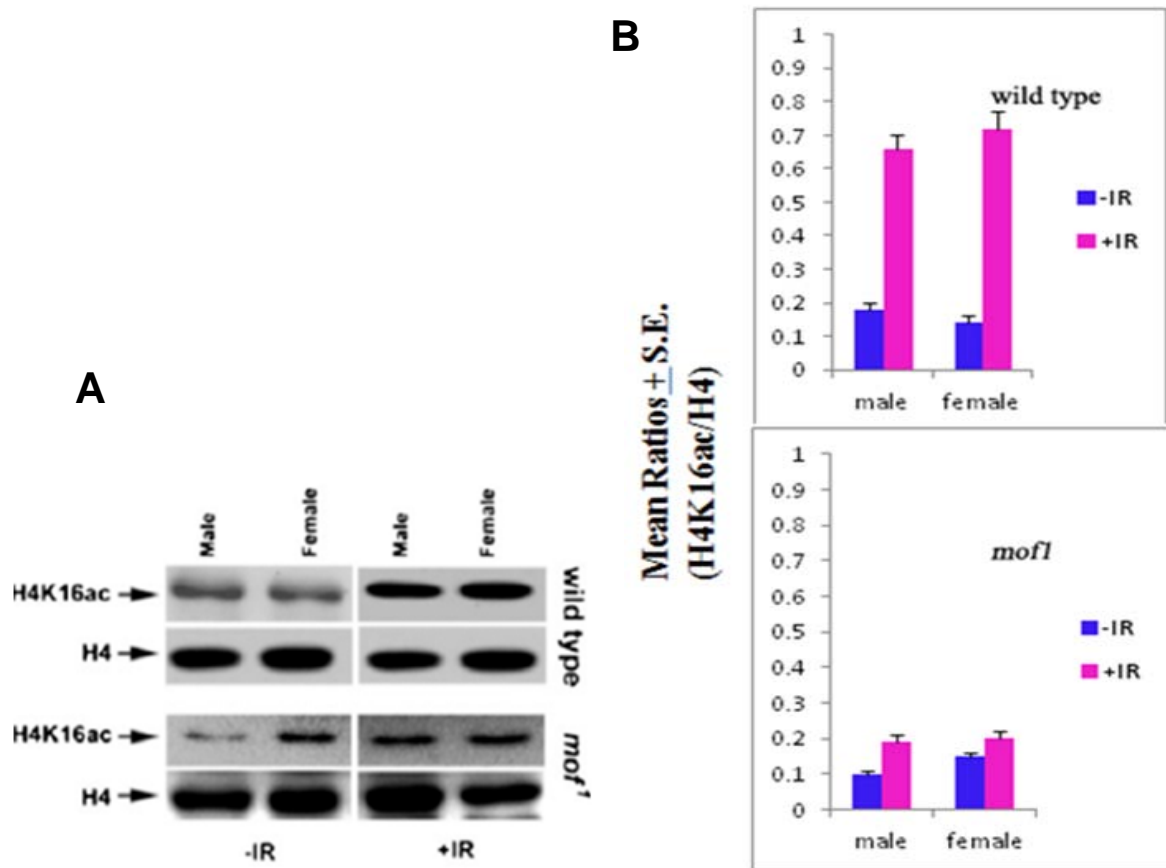 A
Male
Female
Male
Female
H4K16ac
H4
wild type
H4K16ac
H4
mof1
-IR
+IR
B
Mean Ratios ± S.E.
(H4K16ac/H4)
1
0.9
0.8
0.7
0.6
0.5
0.4
0.3
0.2
0.1
0
wild type
-IR
+IR
male female
1
0.9
0.8
0.7
0.6
0.5
0.4
0.3
0.2
0.1
0
mof1
-IR
+IR
male female